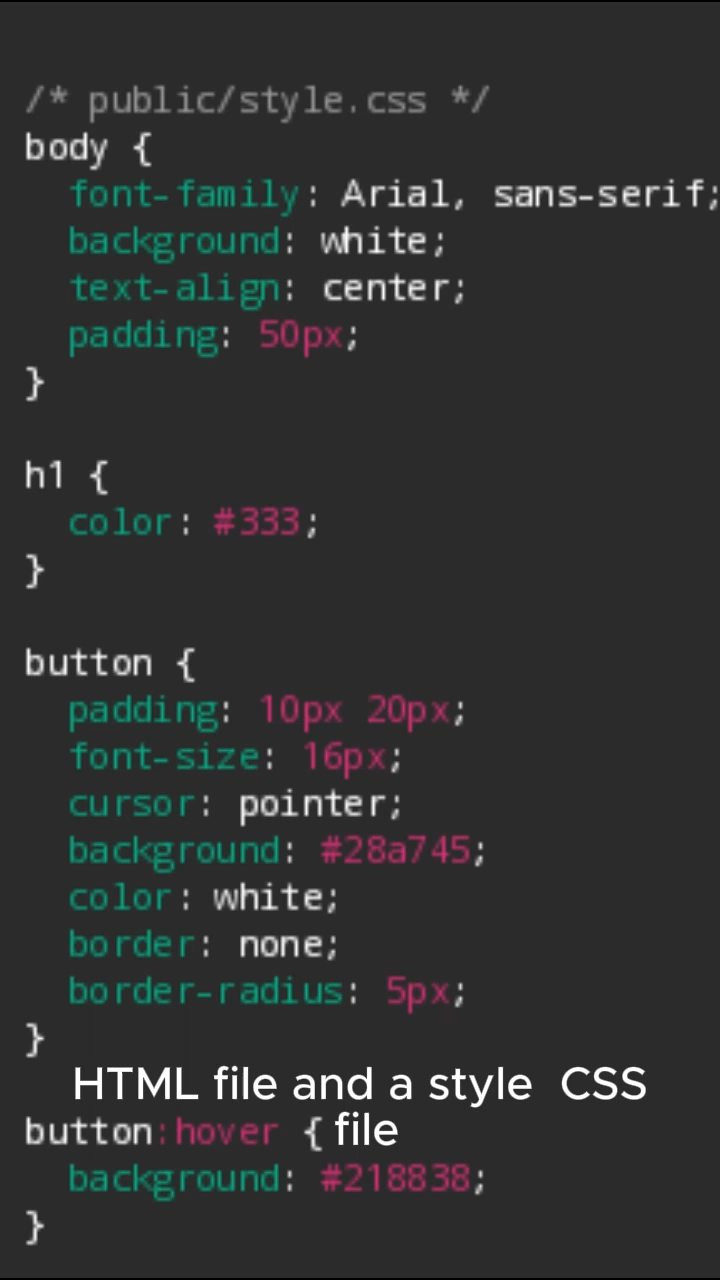 /* public/style.css */
body {
  font-family: Arial, sans-serif;
  background: white;
  text-align: center;
  padding: 50px;
}

h1 {
  color: #333;
}

button {
  padding: 10px 20px;
  font-size: 16px;
  cursor: pointer;
  background: #28a745;
  color: white;
  border: none;
  border-radius: 5px;
}
HTML file and a style  CSS
file
button:hover {
  background: #218838;
}